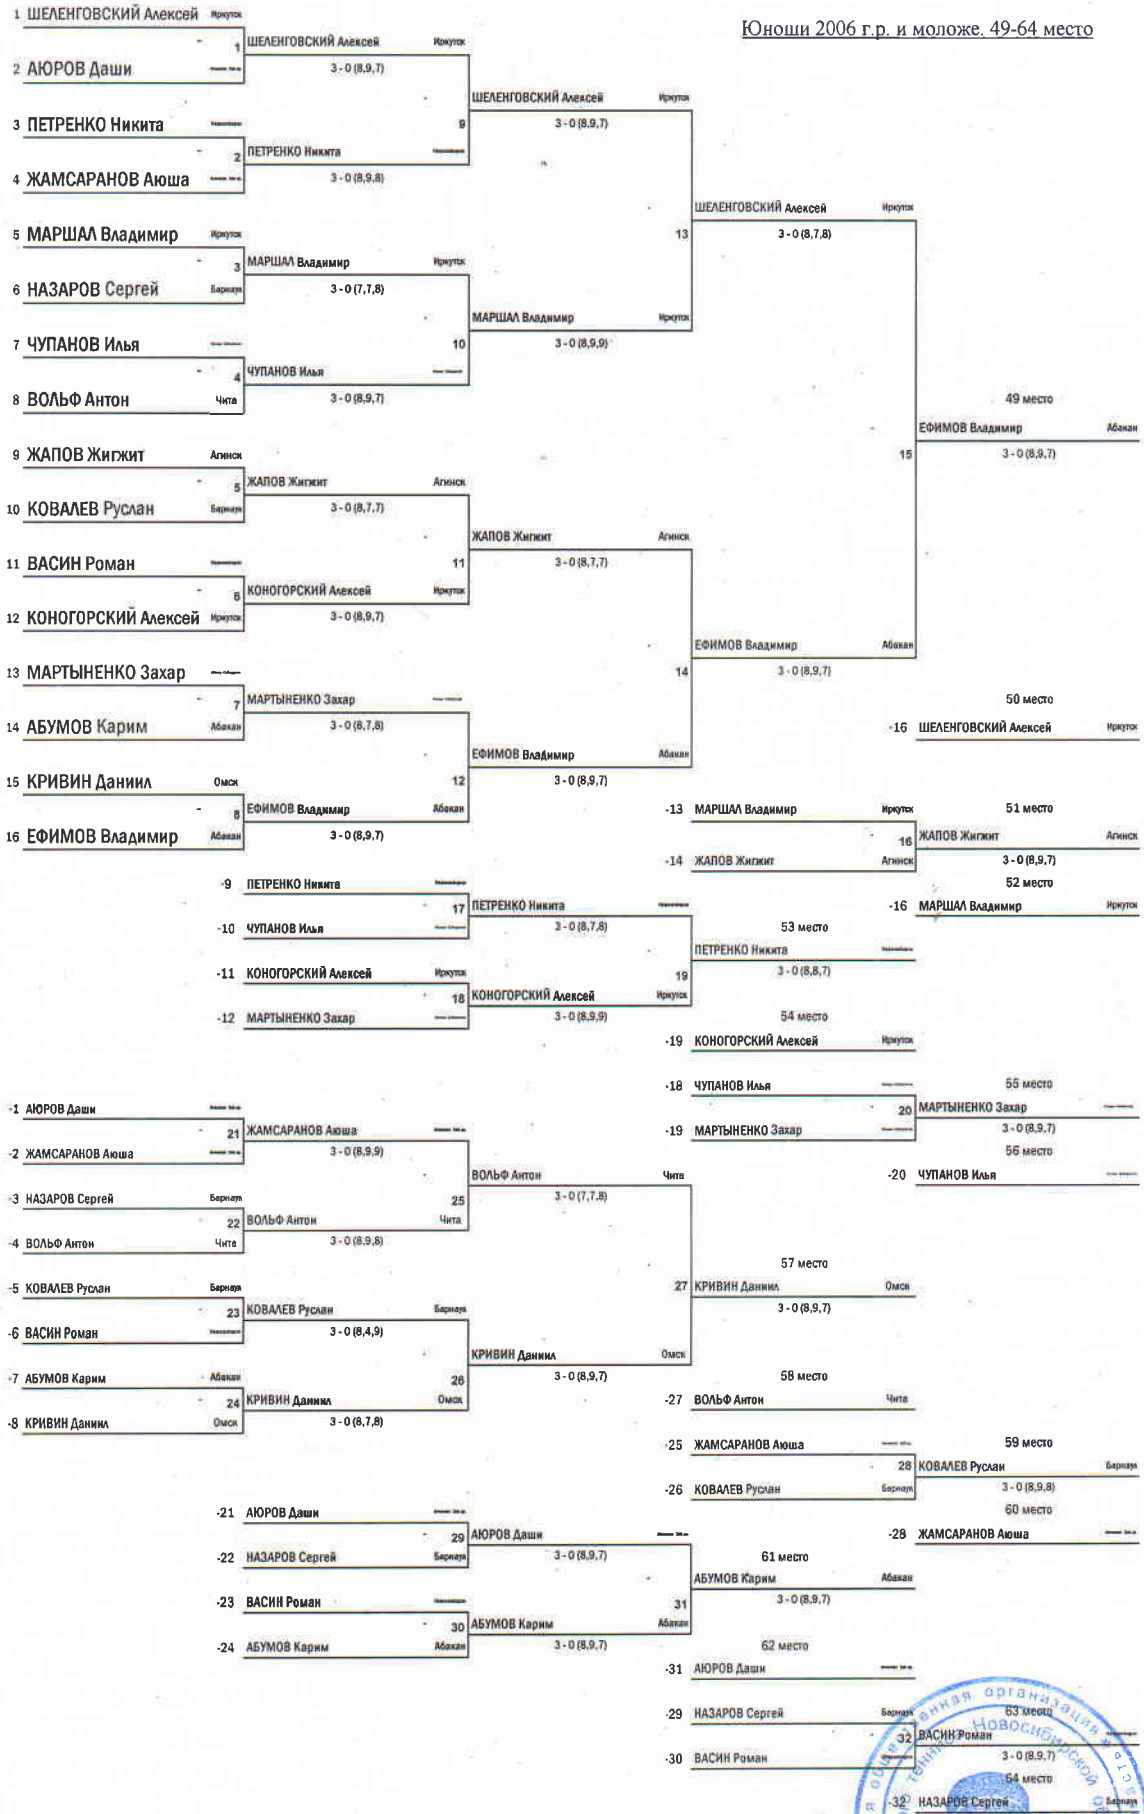 Юноши 2006 г.р. и моложе. 49-64 место
1 ШЕЛЕНГОВСКИЙ Алексей Иркутск
1 ШЕЛЕНГОВСКИЙ Алексей Иркутск
2 АЮРОВ Даши
3 - 0 (8,9,7)
9 ШЕЛЕНГОВСКИЙ Алексей Иркутск
3 ПЕТРЕНКО Никита
3 - 0 (8,9,7)
2 ПЕТРЕНКО Никита
4 ЖАМСАРАНОВ Аюша
3 - 0 (8,9,8)
13 ШЕЛЕНГОВСКИЙ Алексей Иркутск
3 - 0 (8,7,8)
5 МАРШАЛ Владимир Иркутск
3 МАРШАЛ Владимир Иркутск
6 НАЗАРОВ Сергей Барнаул
3 - 0 (7,7,8)
10 МАРШАЛ Владимир Иркутск
7 ЧУПАНОВ Илья
3 - 0 (8,9,9)
4 ЧУПАНОВ Илья
8 ВОЛЬФ Антон Чита
3 - 0 (8,9,7)
49 место
15 ЕФИМОВ Владимир Абакан
3 - 0 (8,9,7)
9 ЖАПОВ Жигжит Агинск
5 ЖАПОВ Жигжит Агинск
10 КОВАЛЕВ Руслан Барнаул
3 - 0 (8,7,7)
11 ЖАПОВ Жигжит Агинск
11 ВАСИН Роман
3 - 0 (8,7,7)
6 КОНОГОРСКИЙ Алексей Иркутск
12 КОНОГОРСКИЙ Алексей Иркутск
3 - 0 (8,9,7)
14 ЕФИМОВ Владимир Абакан
3 - 0 (8,9,7)
13 МАРТЫНЕНКО Захар
7 МАРТЫНЕНКО Захар
14 АБУМОВ Карим Абакан
3 - 0 (8,7,8)
50 место
-16 ШЕЛЕНГОВСКИЙ Алексей Иркутск
12 ЕФИМОВ Владимир Абакан
15 КРИВИН Даниил Омск
3 - 0 (8,9,7)
8 ЕФИМОВ Владимир Абакан
16 ЕФИМОВ Владимир Абакан
3 - 0 (8,9,7)
-13 МАРШАЛ Владимир Иркутск
51 место
16 ЖАПОВ Жигжит Агинск
-14 ЖАПОВ Жигжит Агинск
3 - 0 (8,9,7)
52 место
-16 МАРШАЛ Владимир Иркутск
-9 ПЕТРЕНКО Никита
17 ПЕТРЕНКО Никита
-10 ЧУПАНОВ Илья
3 - 0 (8,7,8)
53 место
19 ПЕТРЕНКО Никита
3 - 0 (8,8,7)
-11 КОНОГОРСКИЙ Алексей Иркутск
18 КОНОГОРСКИЙ Алексей Иркутск
-12 МАРТЫНЕНКО Захар
3 - 0 (8,9,9)
54 место
-19 КОНОГОРСКИЙ Алексей Иркутск
-18 ЧУПАНОВ Илья
55 место
20 МАРТЫНЕНКО Захар
-19 МАРТЫНЕНКО Захар
3 - 0 (8,9,7)
56 место
-20 ЧУПАНОВ Илья
-1 АЮРОВ Даши
21 ЖАМСАРАНОВ Аюша
-2 ЖАМСАРАНОВ Аюша
3 - 0 (8,9,9)
25 ВОЛЬФ Антон Чита
3 - 0 (7,7,8)
-3 НАЗАРОВ Сергей Барнаул
22 ВОЛЬФ Антон Чита
-4 ВОЛЬФ Антон Чита
3 - 0 (8,9,8)
57 место
27 КРИВИН Даниил Омск
3 - 0 (8,9,7)
-5 КОВАЛЕВ Руслан Барнаул
23 КОВАЛЕВ Руслан Барнаул
-6 ВАСИН Роман
3 - 0 (8,4,9)
26 КРИВИН Даниил Омск
3 - 0 (8,9,7)
-7 АБУМОВ Карим Абакан
24 КРИВИН Даниил Омск
-8 КРИВИН Даниил Омск
3 - 0 (8,7,8)
58 место
-27 ВОЛЬФ Антон Чита
-25 ЖАМСАРАНОВ Аюша
59 место
28 КОВАЛЕВ Руслан Барнаул
-26 КОВАЛЕВ Руслан Барнаул
3 - 0 (8,9,8)
60 место
-28 ЖАМСАРАНОВ Аюша
-21 АЮРОВ Даши
29 АЮРОВ Даши
-22 НАЗАРОВ Сергей Барнаул
3 - 0 (8,9,7)
61 место
31 АБУМОВ Карим Абакан
3 - 0 (8,9,7)
-23 ВАСИН Роман
30 АБУМОВ Карим Абакан
-24 АБУМОВ Карим Абакан
3 - 0 (8,9,7)
62 место
-31 АЮРОВ Даши
-29 НАЗАРОВ Сергей Барнаул
63 место
32 ВАСИН Роман
-30 ВАСИН Роман
3 - 0 (8,9,7)
64 место
-32 НАЗАРОВ Сергей Барнаул
организация
Новосибирской